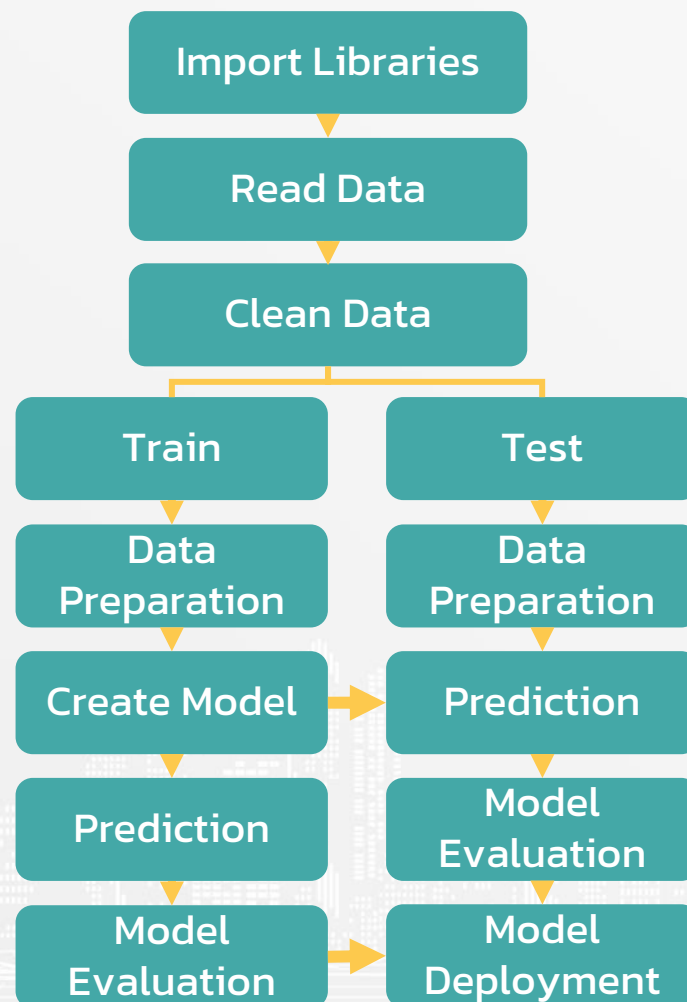 Import Libraries
Read Data
Clean Data
Train
Test
Data
Preparation
Data
Preparation
Create Model
Prediction
Prediction
Model
Evaluation
Model
Evaluation
Model
Deployment